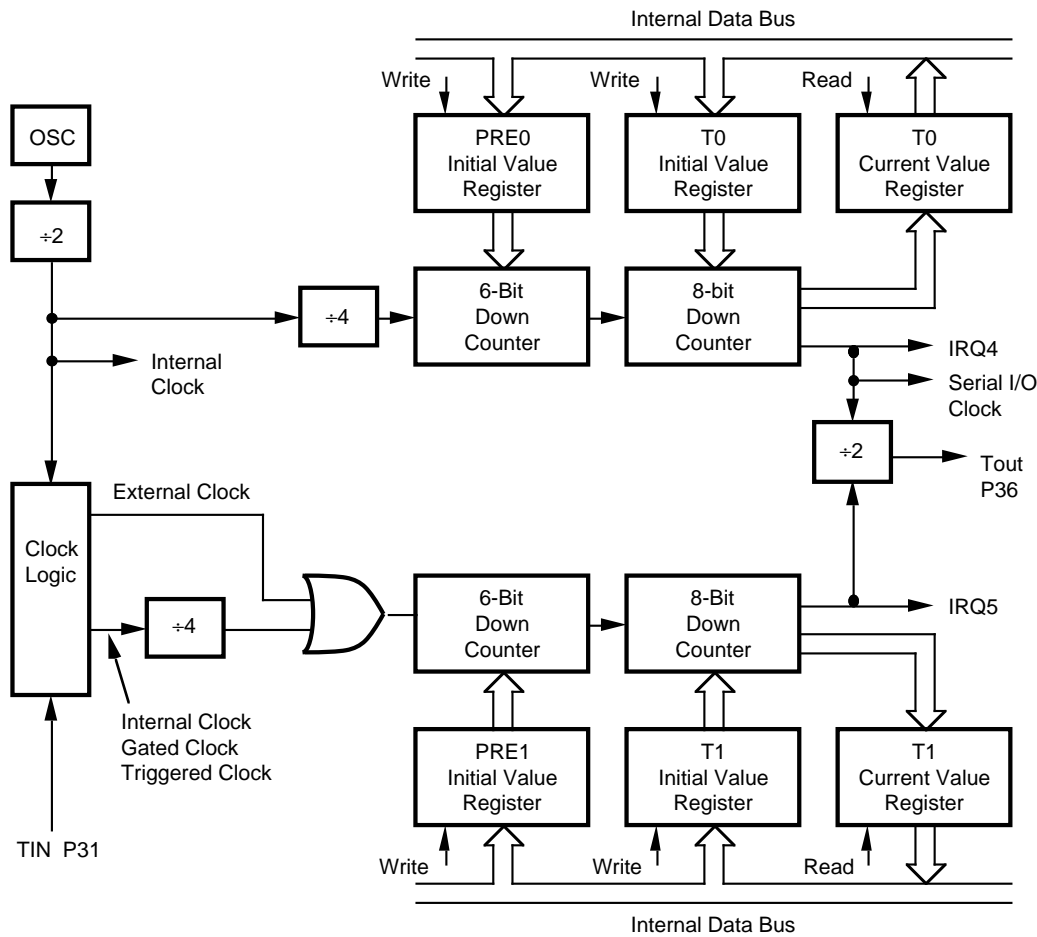 Internal Data Bus
Write
Write
Read
OSC
PRE0
Initial Value
Register
T0
Initial Value
Register
T0
Current Value
Register
÷2
÷4
6-Bit
Down
Counter
8-bit
Down
Counter
Internal
Clock
IRQ4
Serial I/O
Clock
÷2
Tout
P36
External Clock
Clock
Logic
÷4
6-Bit
Down
Counter
8-Bit
Down
Counter
IRQ5
Internal Clock
Gated Clock
Triggered Clock
PRE1
Initial Value
Register
T1
Initial Value
Register
T1
Current Value
Register
TIN P31
Write
Write
Read
Internal Data Bus